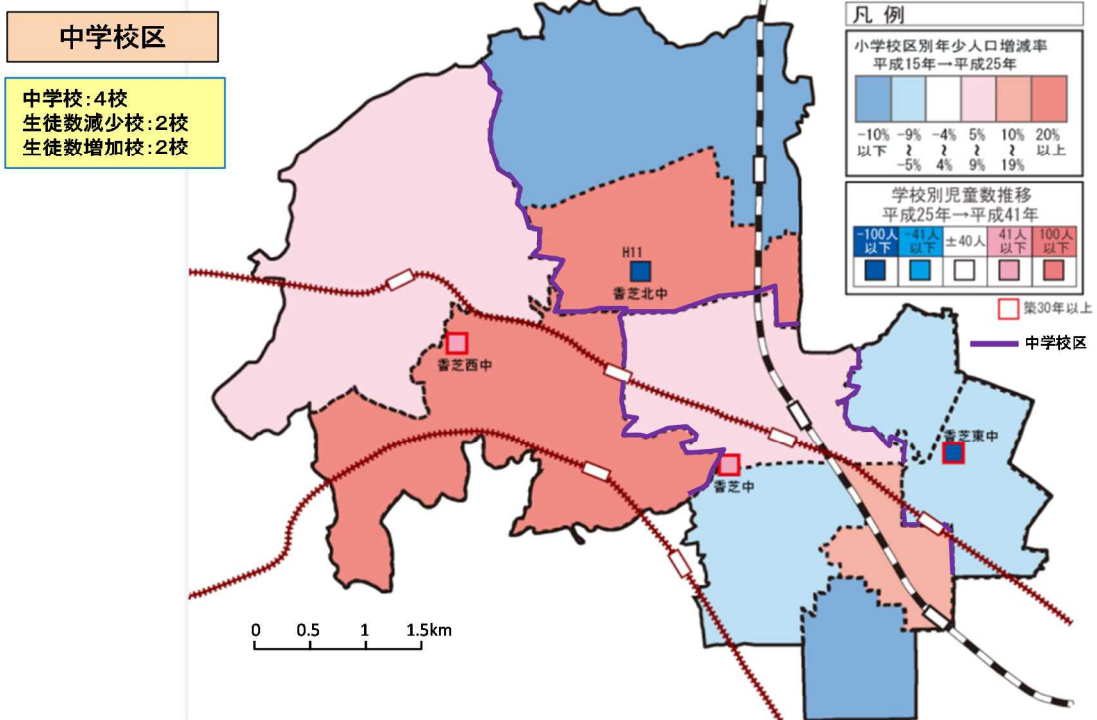 中学校区
中学校:4校
生徒数減少校:2校
生徒数増加校:2校
凡 例
小学校区別年少人口増減率
平成15年→平成25年
-10%
以下
-9%
~
-5%
-4%
~
4%
5%
~
9%
10%
~
19%
20%
以上
学校別児童数推移
平成25年→平成41年
-100人
以下
-41人
以下
±40人
41人
以下
100人
以下
築30年以上
中学校区
H11
香芝北中
香芝西中
香芝東中
香芝中
0 0.5 1 1.5km